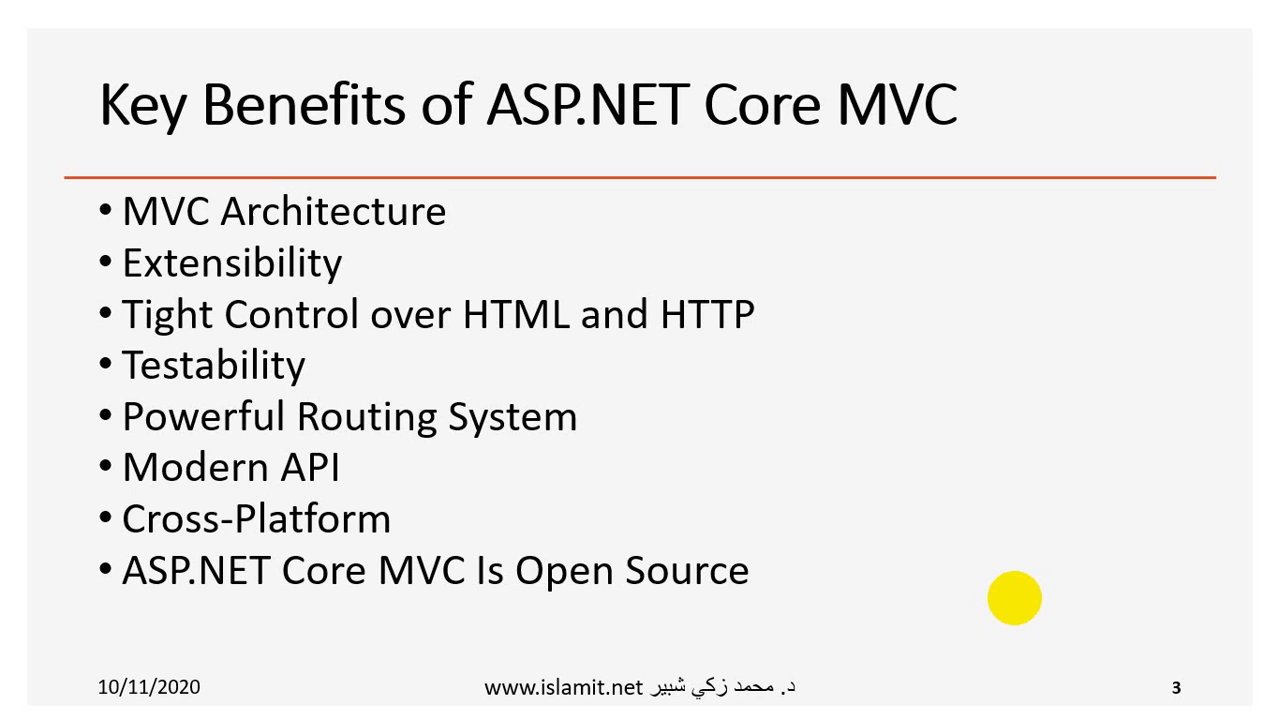 Key Benefits of ASP.NET Core MVC
• MVC Architecture
• Extensibility
• Tight Control over HTML and HTTP
• Testability
• Powerful Routing System
• Modern API
• Cross-Platform
• ASP.NET Core MVC Is Open Source
10/11/2020
www.islamit.net د. محمد زكي شبير
3